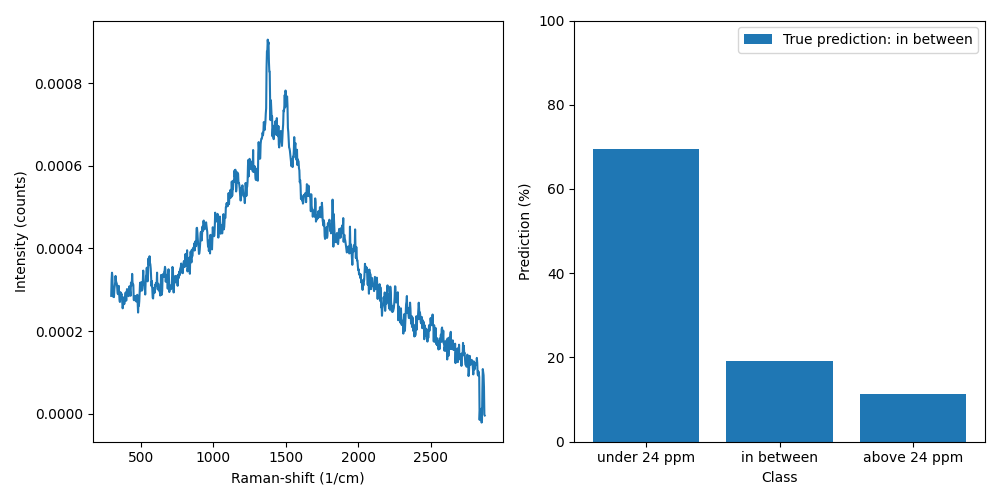 0.0008
0.0006
0.0004
0.0002
0.0000
Intensity (counts)
500 1000 1500 2000 2500
Raman-shift (1/cm)
100
80
60
40
20
0
Prediction (%)
True prediction: in between
under 24 ppm in between above 24 ppm
Class